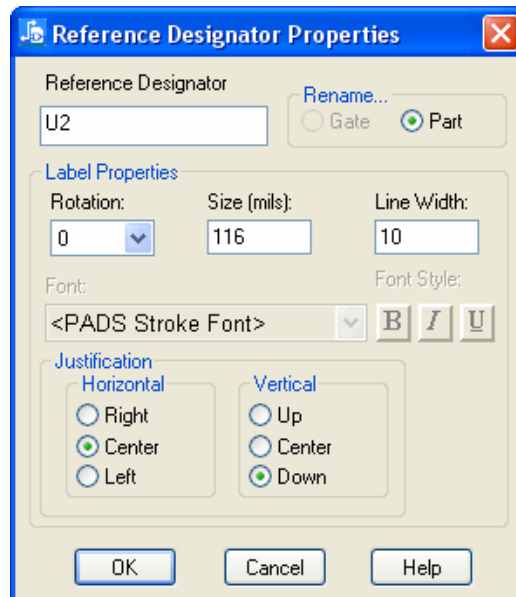 Reference Designator Properties
Reference Designator
Rename...
U2
Gate Part
Label Properties
Rotation: Size (mils): Line Width:
0 116 10
Font: Font Style:
<PADS Stroke Font> B I U
Justification
Horizontal Vertical
Right Up
Center Center
Left Down
OK Cancel Help